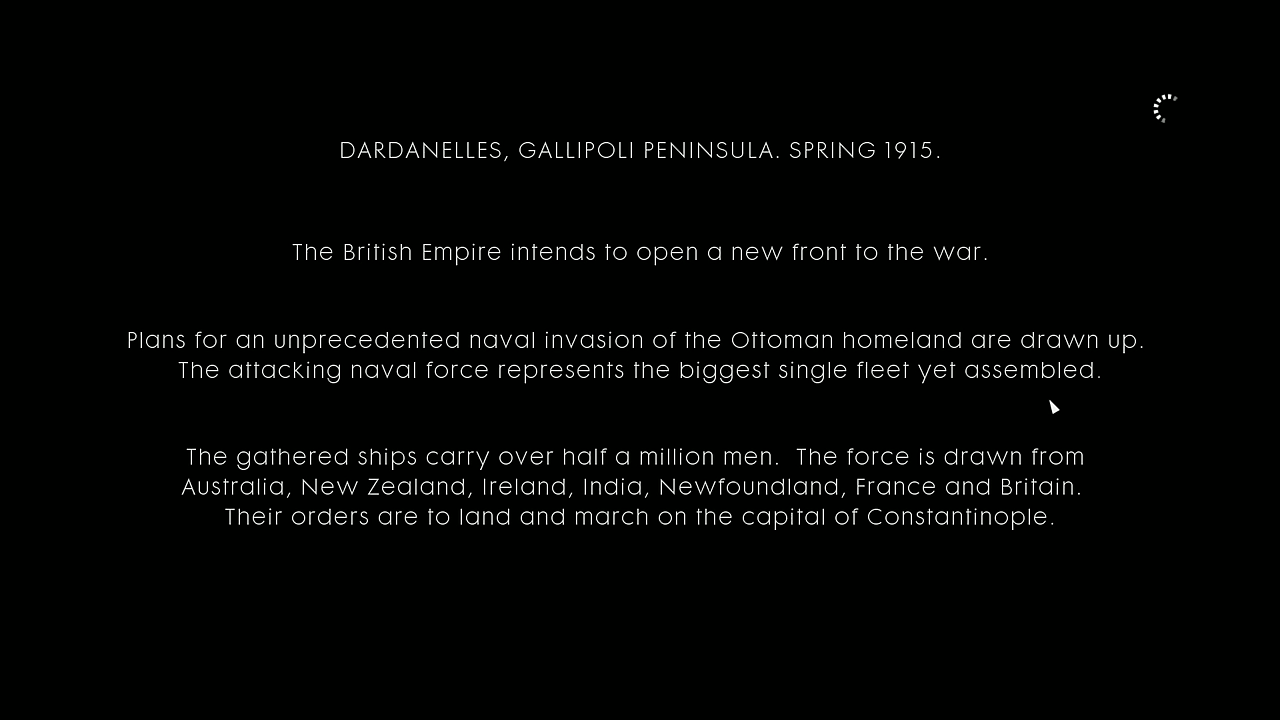 DARDANELLES, GALLIPOLI PENINSULA. SPRING 1915.
The British Empire intends to open a new front to the war.
Plans for an unprecedented naval invasion of the Ottoman homeland are drawn up.
The attacking naval force represents the biggest single fleet yet assembled.
The gathered ships carry over half a million men.  The force is drawn from
Australia, New Zealand, Ireland, India, Newfoundland, France and Britain.
Their orders are to land and march on the capital of Constantinople.